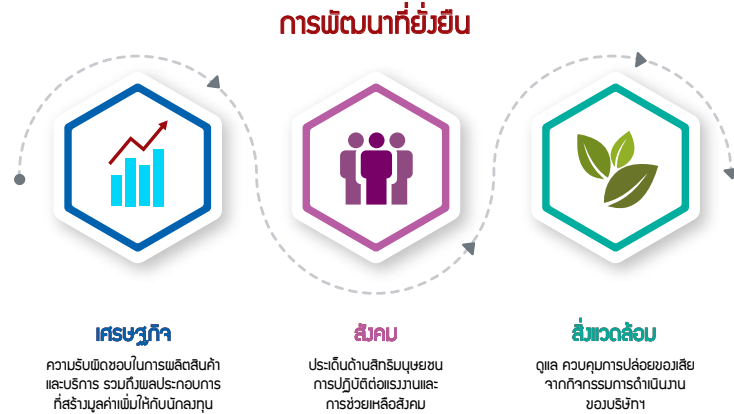 การพัฒนาที่ยั่งยืน
เศรษฐกิจ
ความรับผิดชอบในการผลิตสินค้า
และบริการ รวมถึงผลประกอบการ
ที่สร้างมูลค่าเพิ่มให้กับนักลงทุน
สังคม
ประเด็นด้านสิทธิมนุษยชน
การปฏิบัติต่อแรงงานและ
การช่วยเหลือสังคม
สิ่งแวดล้อม
ดูแล ควบคุมการปล่อยของเสีย
จากกิจกรรมการดำเนินงาน
ของบริษัทฯ